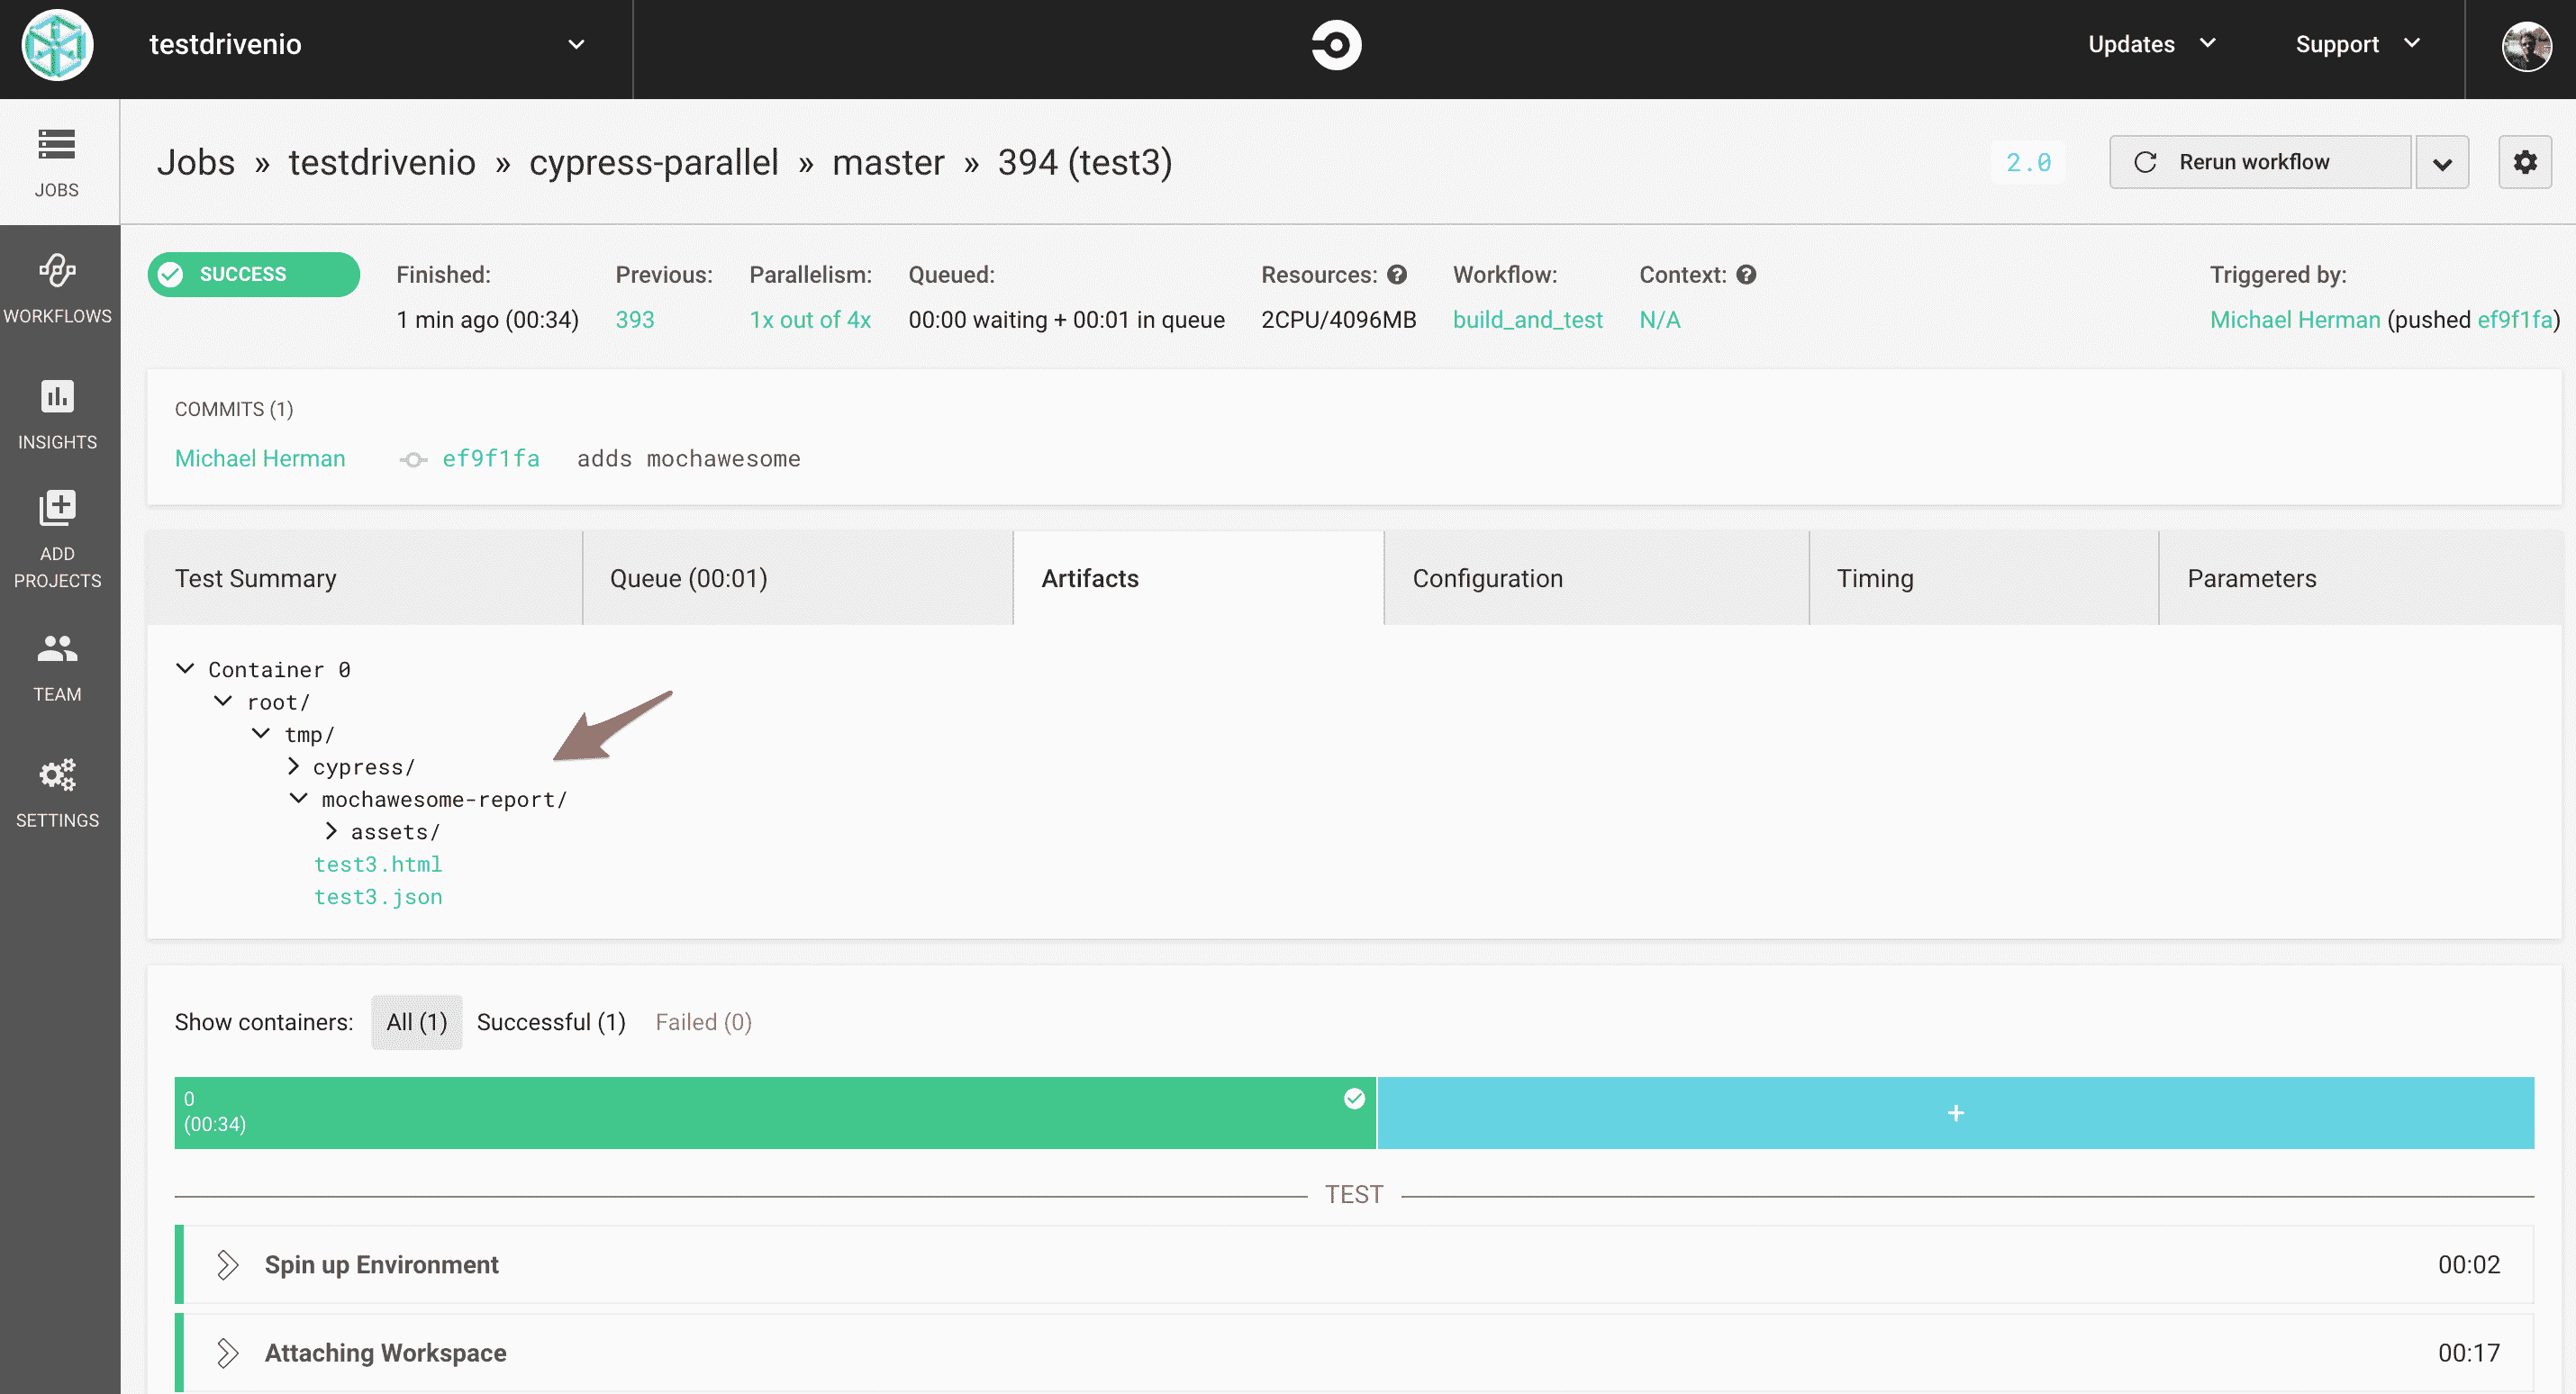 testdrivenio
Updates
Support
JOBS
WORKFLOWS
INSIGHTS
ADD
PROJECTS
TEAM
SETTINGS
Jobs » testdrivenio » cypress-parallel » master » 394 (test3)
2.0
Rerun workflow
SUCCESS
Finished:
1 min ago (00:34)
Previous:
393
Parallelism:
1x out of 4x
Queued:
00:00 waiting + 00:01 in queue
Resources:
2CPU/4096MB
Workflow:
build_and_test
Context:
N/A
Triggered by:
Michael Herman (pushed ef9f1fa)
COMMITS (1)
Michael Herman ef9f1fa adds mochawesome
Test Summary
Queue (00:01)
Artifacts
Configuration
Timing
Parameters
Container 0
root/
tmp/
cypress/
mochawesome-report/
assets/
test3.html
test3.json
Show containers: All (1) Successful (1) Failed (0)
0
(00:34)
+
TEST
Spin up Environment 00:02
Attaching Workspace 00:17